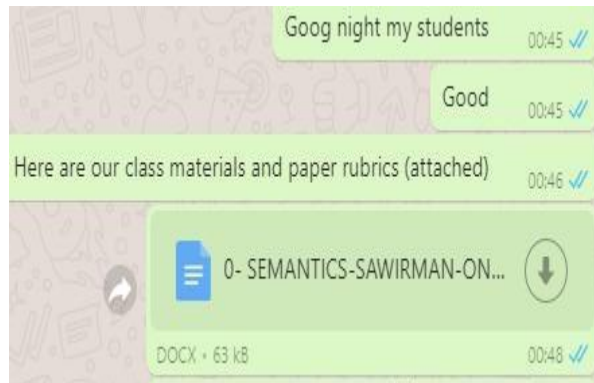 Goog night my students 00:45
Good 00:45
Here are our class materials and paper rubrics (attached) 00:46
0- SEMANTICS-SAWIRMAN-ON...
DOCX • 63 kB 00:48